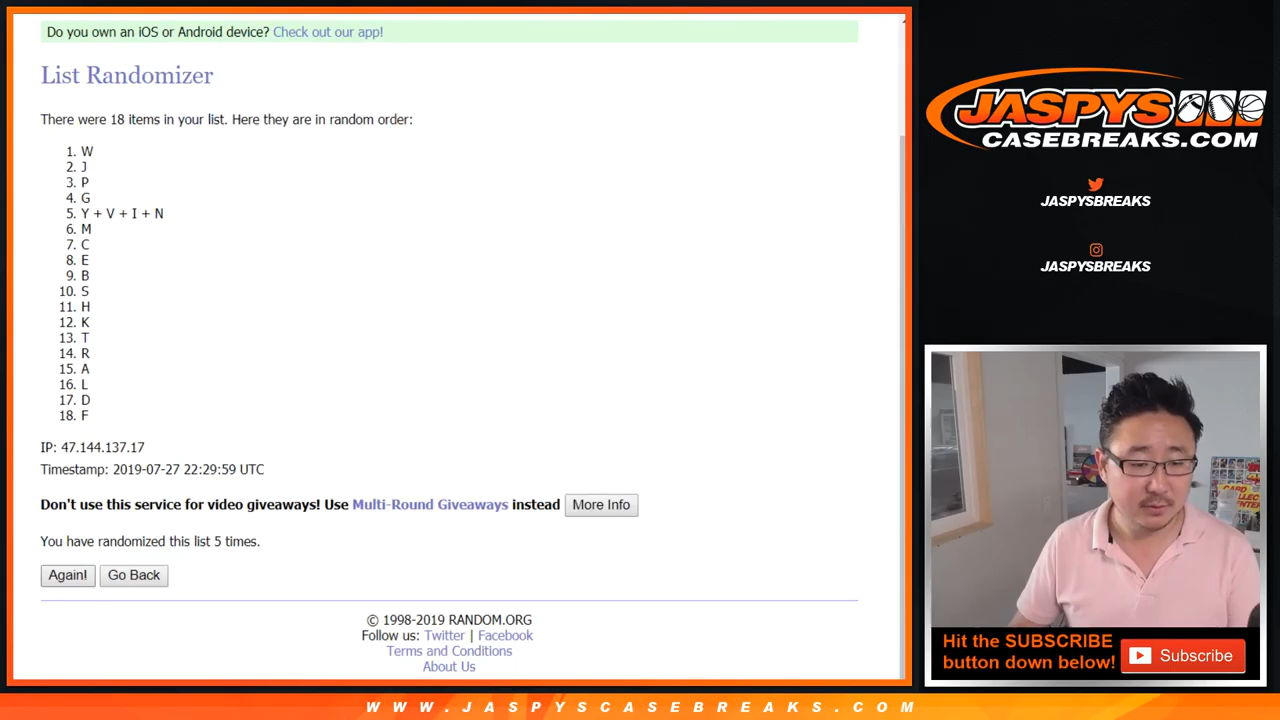 Do you own an iOS or Android device? Check out our app!
List Randomizer
There were 18 items in your list. Here they are in random order:
1. W
2. J
3. P
4. G
5. Y + V + I + N
6. M
7. C
8. E
9. B
10. S
11. H
12. K
13. T
14. R
15. A
16. L
17. D
18. F
IP: 47.144.137.17
Timestamp: 2019-07-27 22:29:59 UTC
Don't use this service for video giveaways! Use Multi-Round Giveaways instead More Info
You have randomized this list 5 times.
Again! Go Back
© 1998-2019 RANDOM.ORG
Follow us: Twitter | Facebook
Terms and Conditions
About Us
JASPYS
CASEBREAKS.COM
JASPYSBREAKS
JASPYSBREAKS
Hit the SUBSCRIBE
button down below!
Subscribe
WWW.JASPYSCASEBREAKS.COM